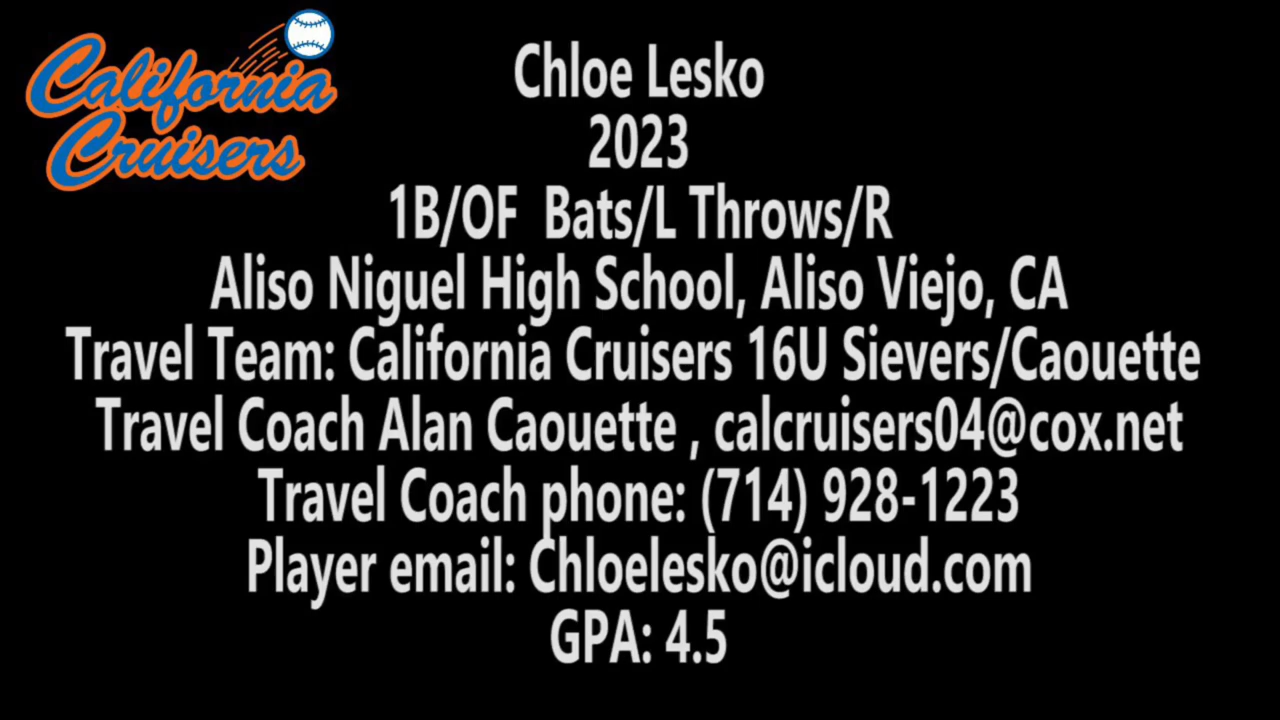 California
Cruisers
Chloe Lesko
2023
1B/OF Bats/L Throws/R
Aliso Niguel High School, Aliso Viejo, CA
Travel Team: California Cruisers 16U Sievers/Caouette
Travel Coach Alan Caouette , calcruisers04@cox.net
Travel Coach phone: (714) 928-1223
Player email: Chloelesko@icloud.com
GPA: 4.5